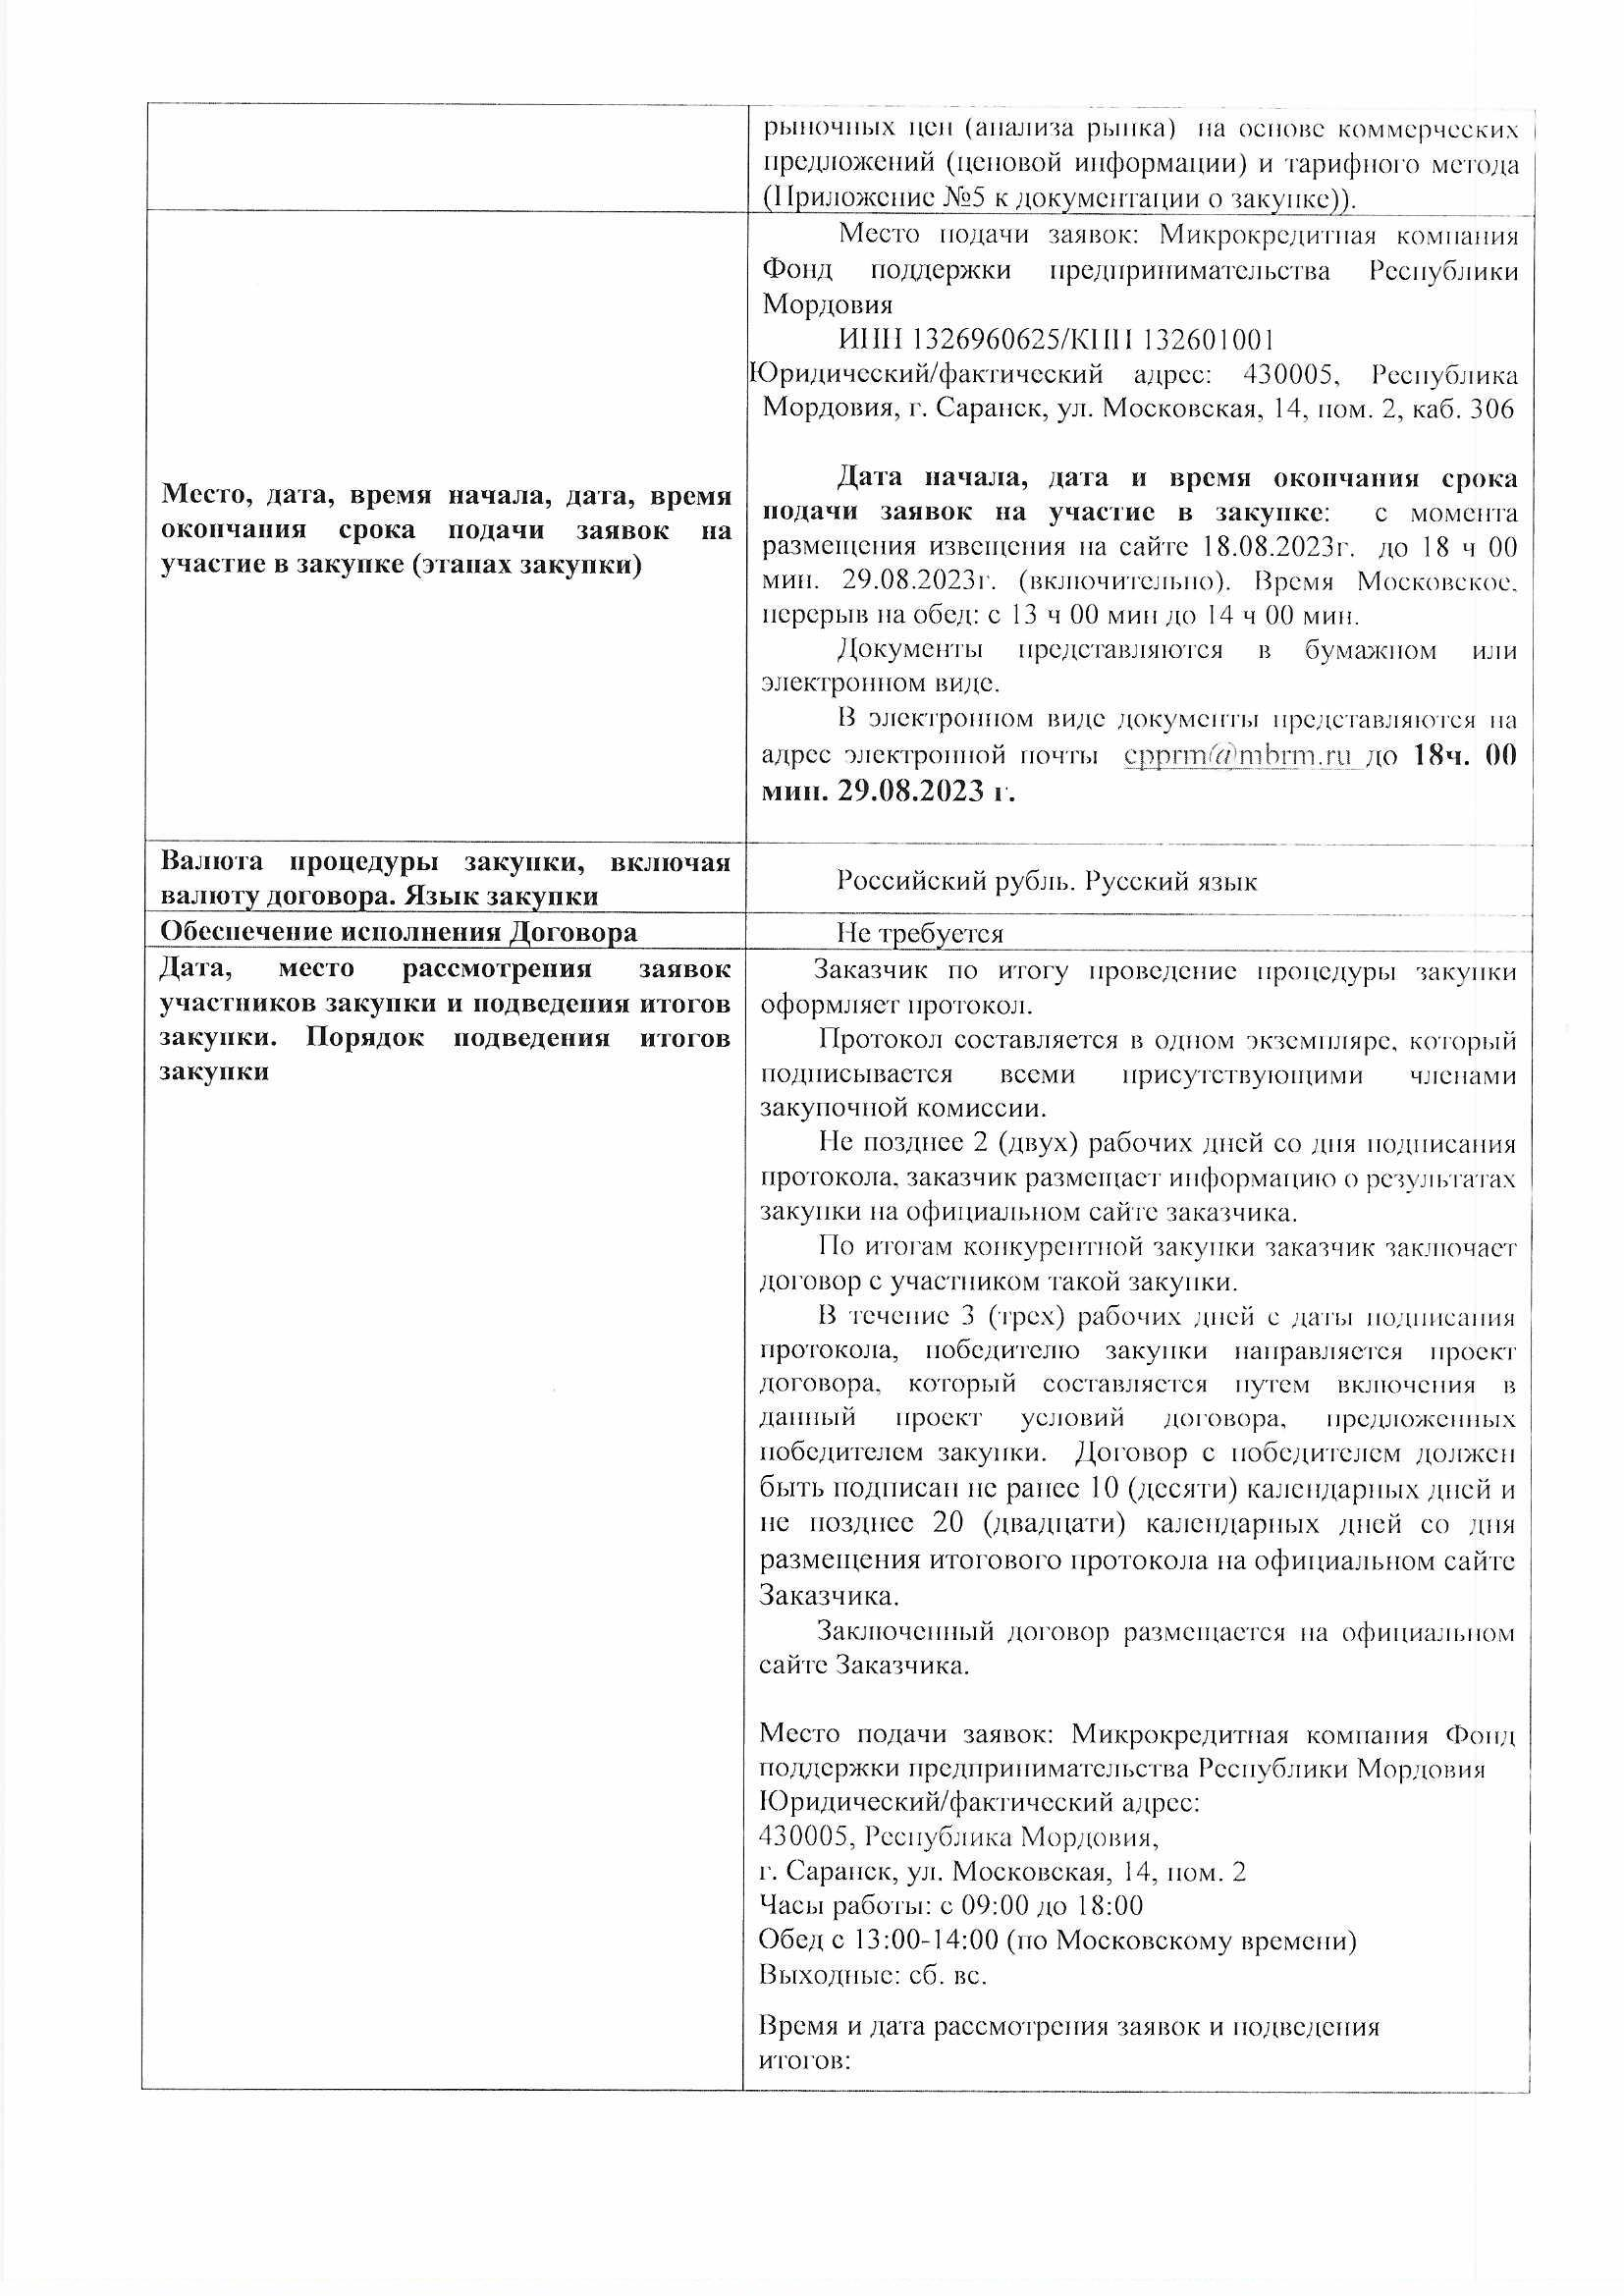 рыночных цен (анализа рынка) на основе коммерческих
предложений (ценовой информации) и тарифного метода
(Приложение №5 к документации о закупке)).
Место, дата, время начала, дата, время
окончания срока подачи заявок на
участие в закупке (этапах закупки)
Место подачи заявок: Микрокредитная компания
Фонд поддержки предпринимательства Республики
Мордовия
ИНН 1326960625/КПП 132601001
Юридический/фактический адрес: 430005, Республика
Мордовия, г. Саранск, ул. Московская, 14, пом. 2, каб. 306
Дата начала, дата и время окончания срока
подачи заявок на участие в закупке: с момента
размещения извещения на сайте 18.08.2023г. до 18 ч 00
мин. 29.08.2023г. (включительно). Время Московское,
перерыв на обед: с 13 ч 00 мин до 14 ч 00 мин.
Документы представляются в бумажном или
электронном виде.
В электронном виде документы представляются на
адрес электронной почты cpprm@mbrm.ru до 18ч. 00
мин. 29.08.2023 г.
Валюта процедуры закупки, включая
валюту договора. Язык закупки
Российский рубль. Русский язык
Обеспечение исполнения Договора
Не требуется
Дата, место рассмотрения заявок
участников закупки и подведения итогов
закупки. Порядок подведения итогов
закупки
Заказчик по итогу проведение процедуры закупки
оформляет протокол.
Протокол составляется в одном экземпляре, который
подписывается всеми присутствующими членами
закупочной комиссии.
Не позднее 2 (двух) рабочих дней со дня подписания
протокола, заказчик размещает информацию о результатах
закупки на официальном сайте заказчика.
По итогам конкурентной закупки заказчик заключает
договор с участником такой закупки.
В течение 3 (трех) рабочих дней с даты подписания
протокола, победителю закупки направляется проект
договора, который составляется путем включения в
данный проект условий договора, предложенных
победителем закупки. Договор с победителем должен
быть подписан не ранее 10 (десяти) календарных дней и
не позднее 20 (двадцати) календарных дней со дня
размещения итогового протокола на официальном сайте
Заказчика.
Заключенный договор размещается на официальном
сайте Заказчика.
Место подачи заявок: Микрокредитная компания Фонд
поддержки предпринимательства Республики Мордовия
Юридический/фактический адрес:
430005, Республика Мордовия,
г. Саранск, ул. Московская, 14, пом. 2
Часы работы: с 09:00 до 18:00
Обед с 13:00-14:00 (по Московскому времени)
Выходные: сб. вс.
Время и дата рассмотрения заявок и подведения
итогов: